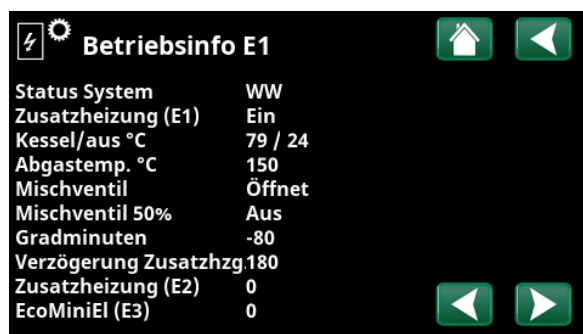 Betriebsinfo E1
Status System WW
Zusatzheizung (E1) Ein
Kessel/aus °C 79 / 24
Abgastemp. °C 150
Mischventil Öffnet
Mischventil 50% Aus
Gradminuten -80
Verzögerung Zusatzhzg.180
Zusatzheizung (E2) 0
EcoMiniEl (E3) 0